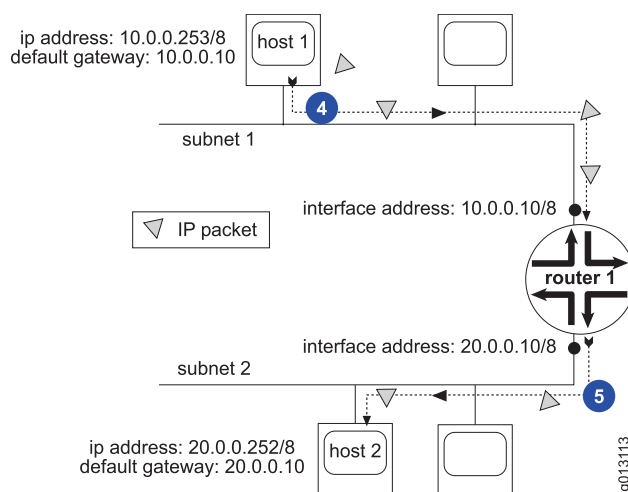 ip address: 10.0.0.253/8
default gateway: 10.0.0.10
host 1
4
subnet 1
interface address: 10.0.0.10/8
IP packet
router 1
interface address: 20.0.0.10/8
subnet 2
5
ip address: 20.0.0.252/8
default gateway: 20.0.0.10
host 2
g013113